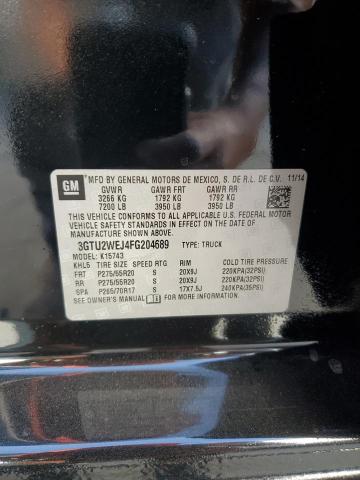 GM
MFD BY GENERAL MOTORS DE MEXICO, S. DE R.L. DE C.V. 11/14
GVWR GAWR FRT GAWR RR
3266 KG 1792 KG 1792 KG
7200 LB 3950 LB 3950 LB
THIS VEHICLE CONFORMS TO ALL APPLICABLE U.S. FEDERAL MOTOR
VEHICLE SAFETY STANDARDS IN EFFECT ON THE DATE OF
MANUFACTURE SHOWN ABOVE.
3GTU2WEJ4FG204689 TYPE: TRUCK
MODEL: K15743
KHL5 TIRE SIZE SPEED RIM COLD TIRE PRESSURE
FRT P275/55R20 S 20X9J 220KPA(32PSI)
RR P275/55R20 S 20X9J 220KPA(32PSI)
SPA P265/70R17 S 17X7.5J 240KPA(35PSI)
SEE OWNER'S MANUAL FOR MORE INFORMATION.